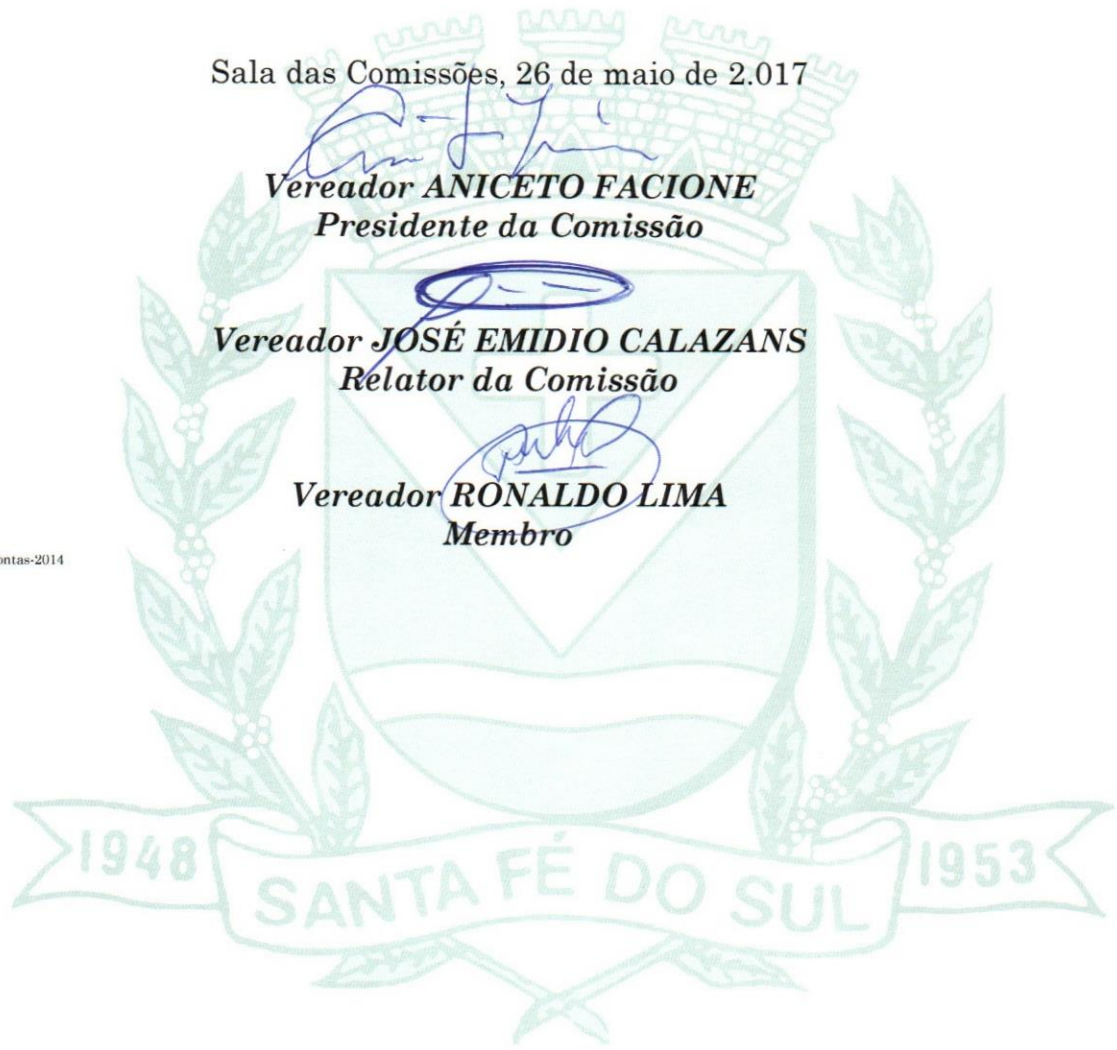 Sala das Comissões, 26 de maio de 2.017
Vereador ANICETO FACIONE
Presidente da Comissão
Vereador JOSÉ EMIDIO CALAZANS
Relator da Comissão
Vereador RONALDO LIMA
Membro
ontas-2014
1948
SANTA FÉ DO SUL
1953